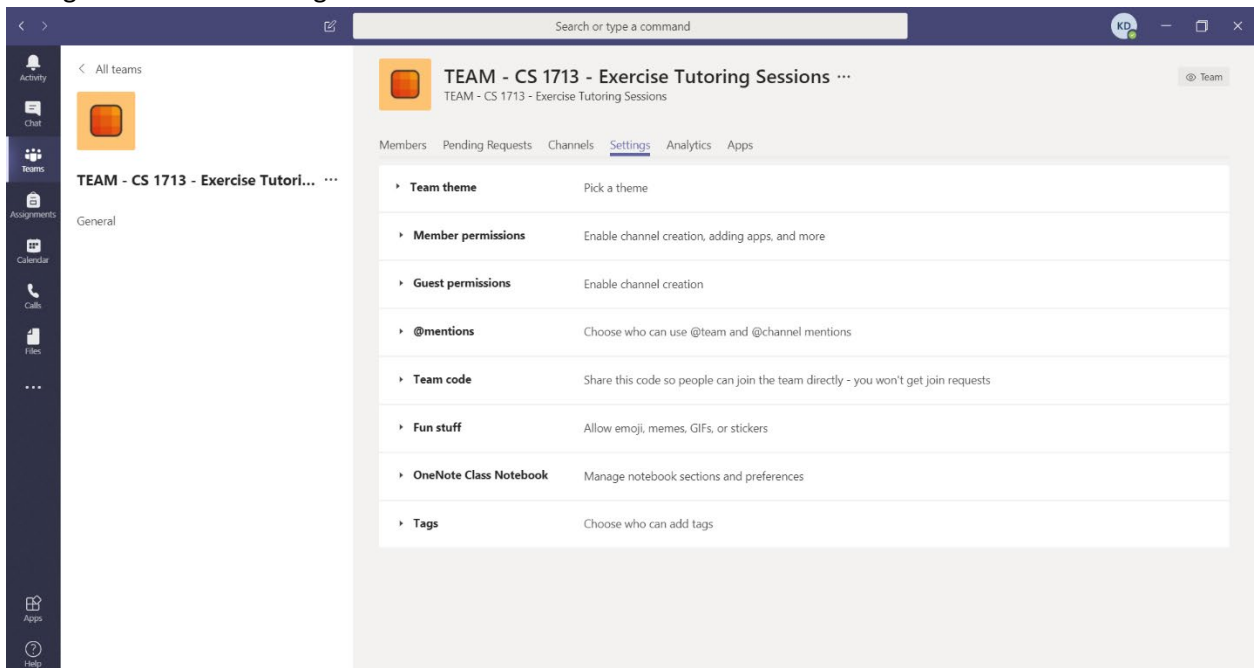 Search or type a command
KD
Activity
Chat
Teams
Assignments
Calendar
Calls
Files
Apps
Help
All teams
TEAM - CS 1713 - Exercise Tutori... ...
General
TEAM - CS 1713 - Exercise Tutoring Sessions ...
TEAM - CS 1713 - Exercise Tutoring Sessions
Team
Members Pending Requests Channels Settings Analytics Apps
Team theme Pick a theme
Member permissions Enable channel creation, adding apps, and more
Guest permissions Enable channel creation
@mentions Choose who can use @team and @channel mentions
Team code Share this code so people can join the team directly - you won't get join requests
Fun stuff Allow emoji, memes, GIFs, or stickers
OneNote Class Notebook Manage notebook sections and preferences
Tags Choose who can add tags